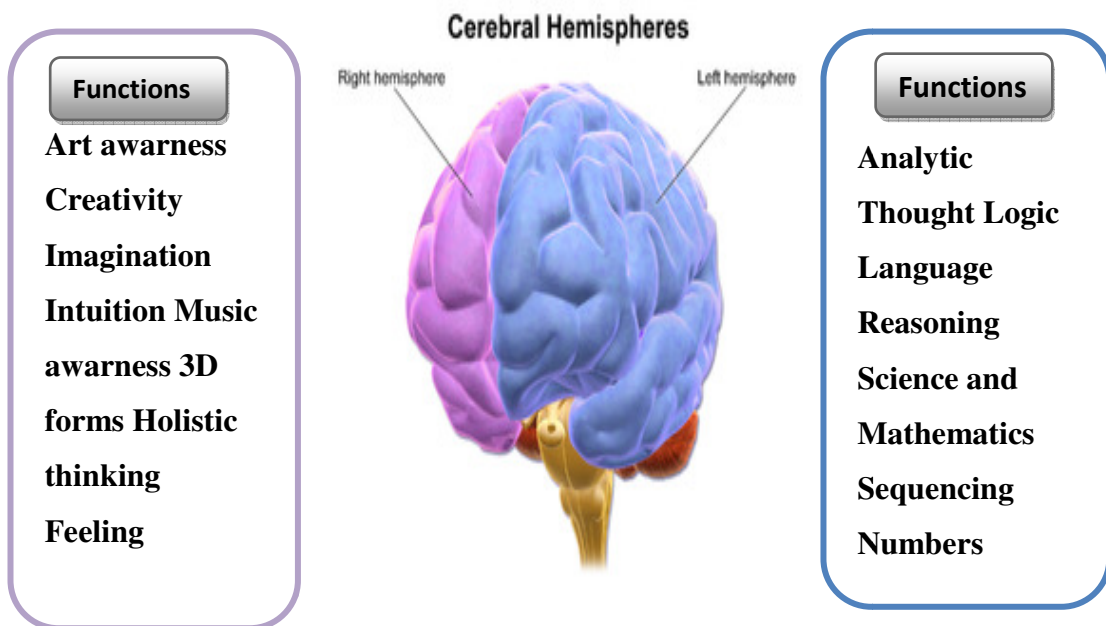 Cerebral Hemispheres
Right hemisphere
Left hemisphere
Functions
Art awarness
Creativity
Imagination
Intuition Music
awarness 3D
forms Holistic
thinking
Feeling
Functions
Analytic
Thought Logic
Language
Reasoning
Science and
Mathematics
Sequencing
Numbers